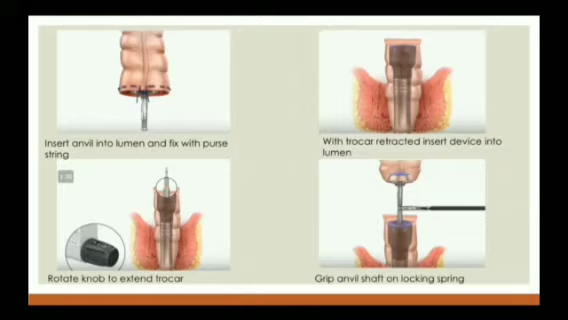 Insert anvil into lumen and fix with purse
string
With trocar retracted insert device into
lumen
Rotate knob to extend trocar
Grip anvil shaft on locking spring